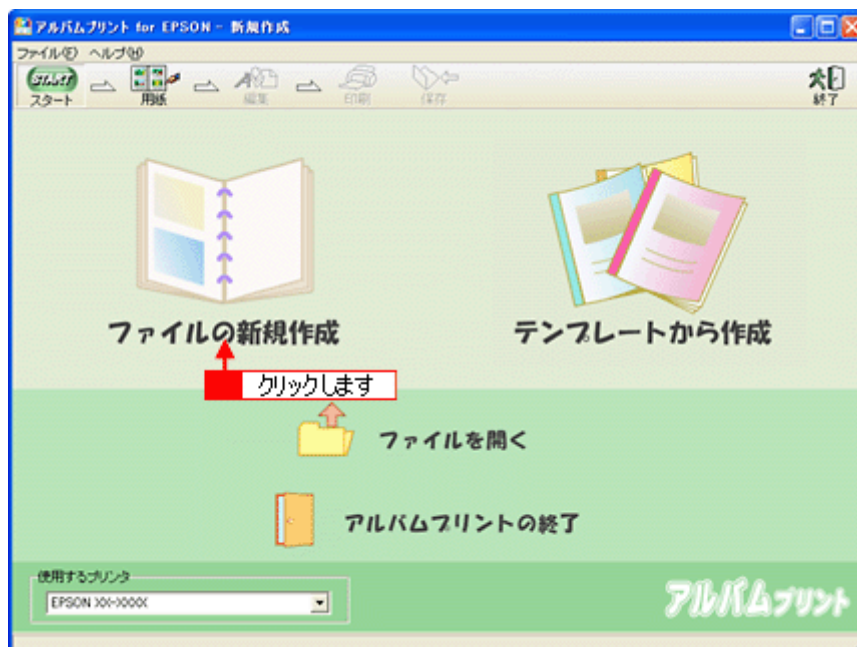 アルバムプリント for EPSON - 新規作成
ファイル(F) ヘルプ(H)
START
スタート 用紙 編集 印刷 保存 終了
ファイルの新規作成 テンプレートから作成
クリックします
ファイルを開く
アルバムプリントの終了
使用するプリンタ
EPSON XX-XXXX
アルバムプリント